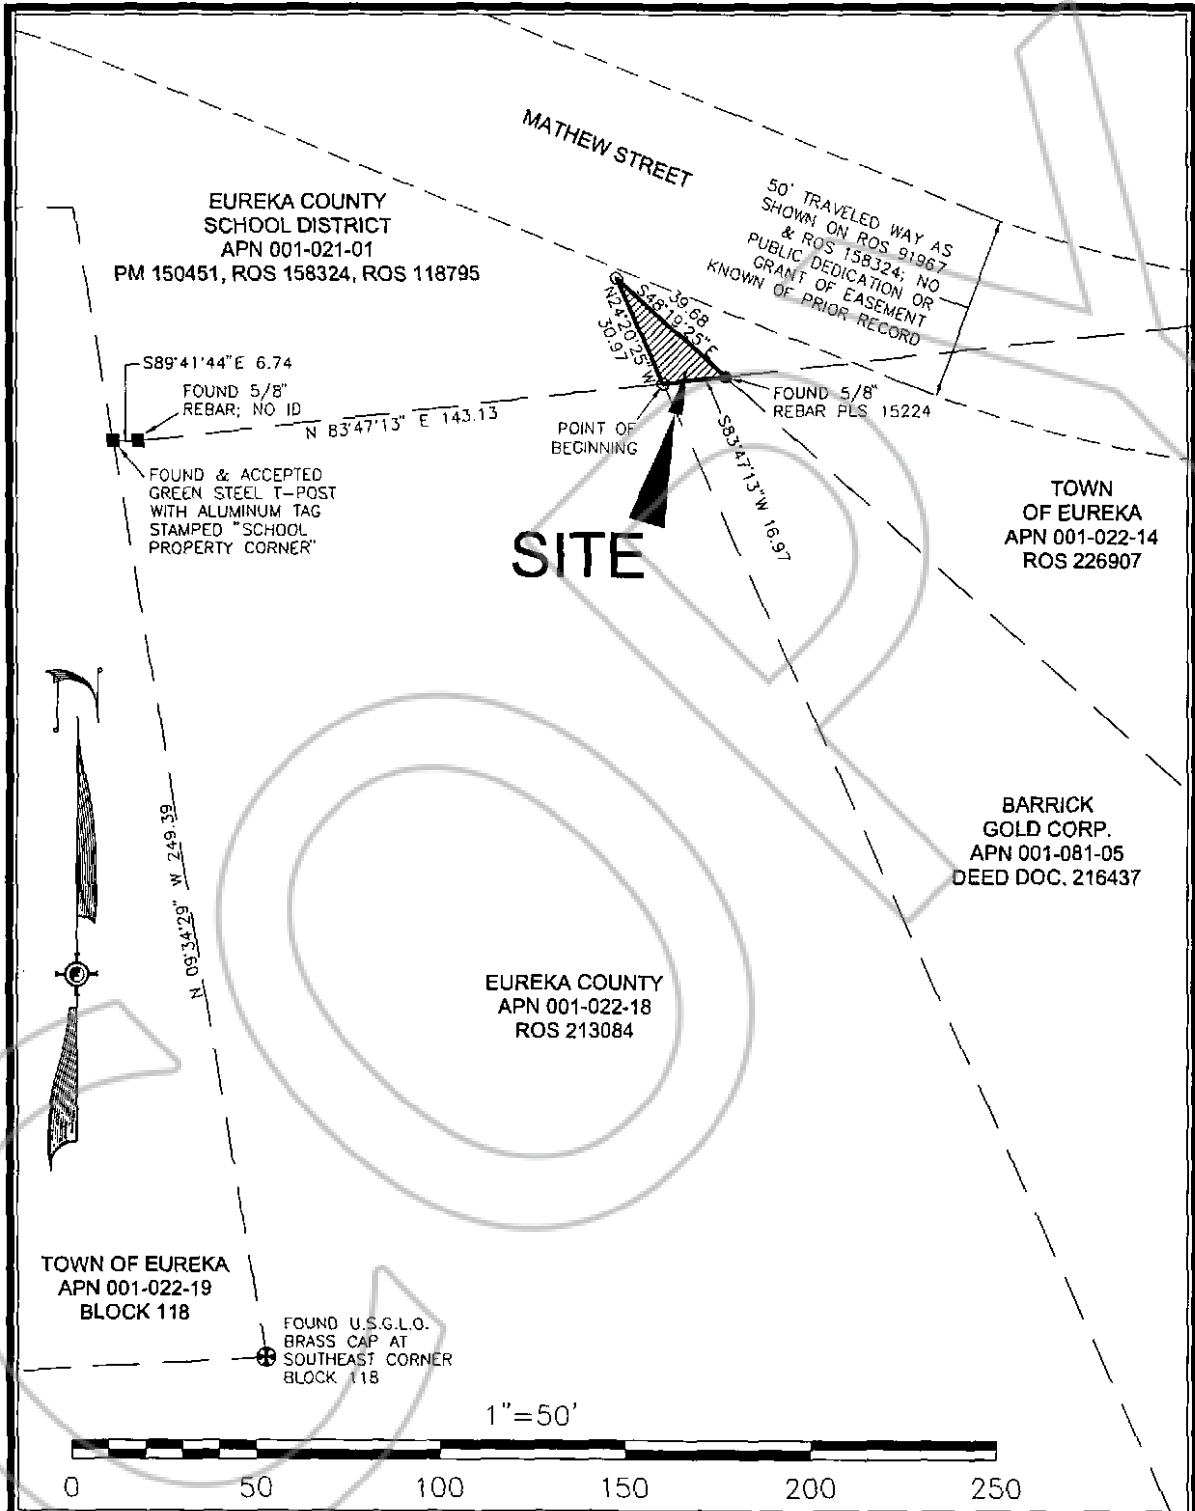 MATHEW STREET
EUREKA COUNTY
SCHOOL DISTRICT
APN 001-021-01
PM 150451, ROS 158324, ROS 118795
50' TRAVELED WAY AS
SHOWN ON ROS 91967
& ROS 158324; NO
PUBLIC DEDICATION OR
GRANT OF EASEMENT
KNOWN OF PRIOR RECORD
39.68
S48°19'25"E
N24°20'25"W
30.97
S89°41'44"E 6.74
FOUND 5/8"
REBAR; NO ID
N 83°47'13" E 143.13
FOUND 5/8"
REBAR PLS 15224
POINT OF
BEGINNING
S83°47'13"W 16.97
FOUND & ACCEPTED
GREEN STEEL T-POST
WITH ALUMINUM TAG
STAMPED "SCHOOL
PROPERTY CORNER"
SITE
TOWN
OF EUREKA
APN 001-022-14
ROS 226907
N 09°34'29" W 249.39
BARRICK
GOLD CORP.
APN 001-081-05
DEED DOC. 216437
EUREKA COUNTY
APN 001-022-18
ROS 213084
TOWN OF EUREKA
APN 001-022-19
BLOCK 118
FOUND U.S.G.L.O.
BRASS CAP AT
SOUTHEAST CORNER
BLOCK 118
1"=50'
0 50 100 150 200 250